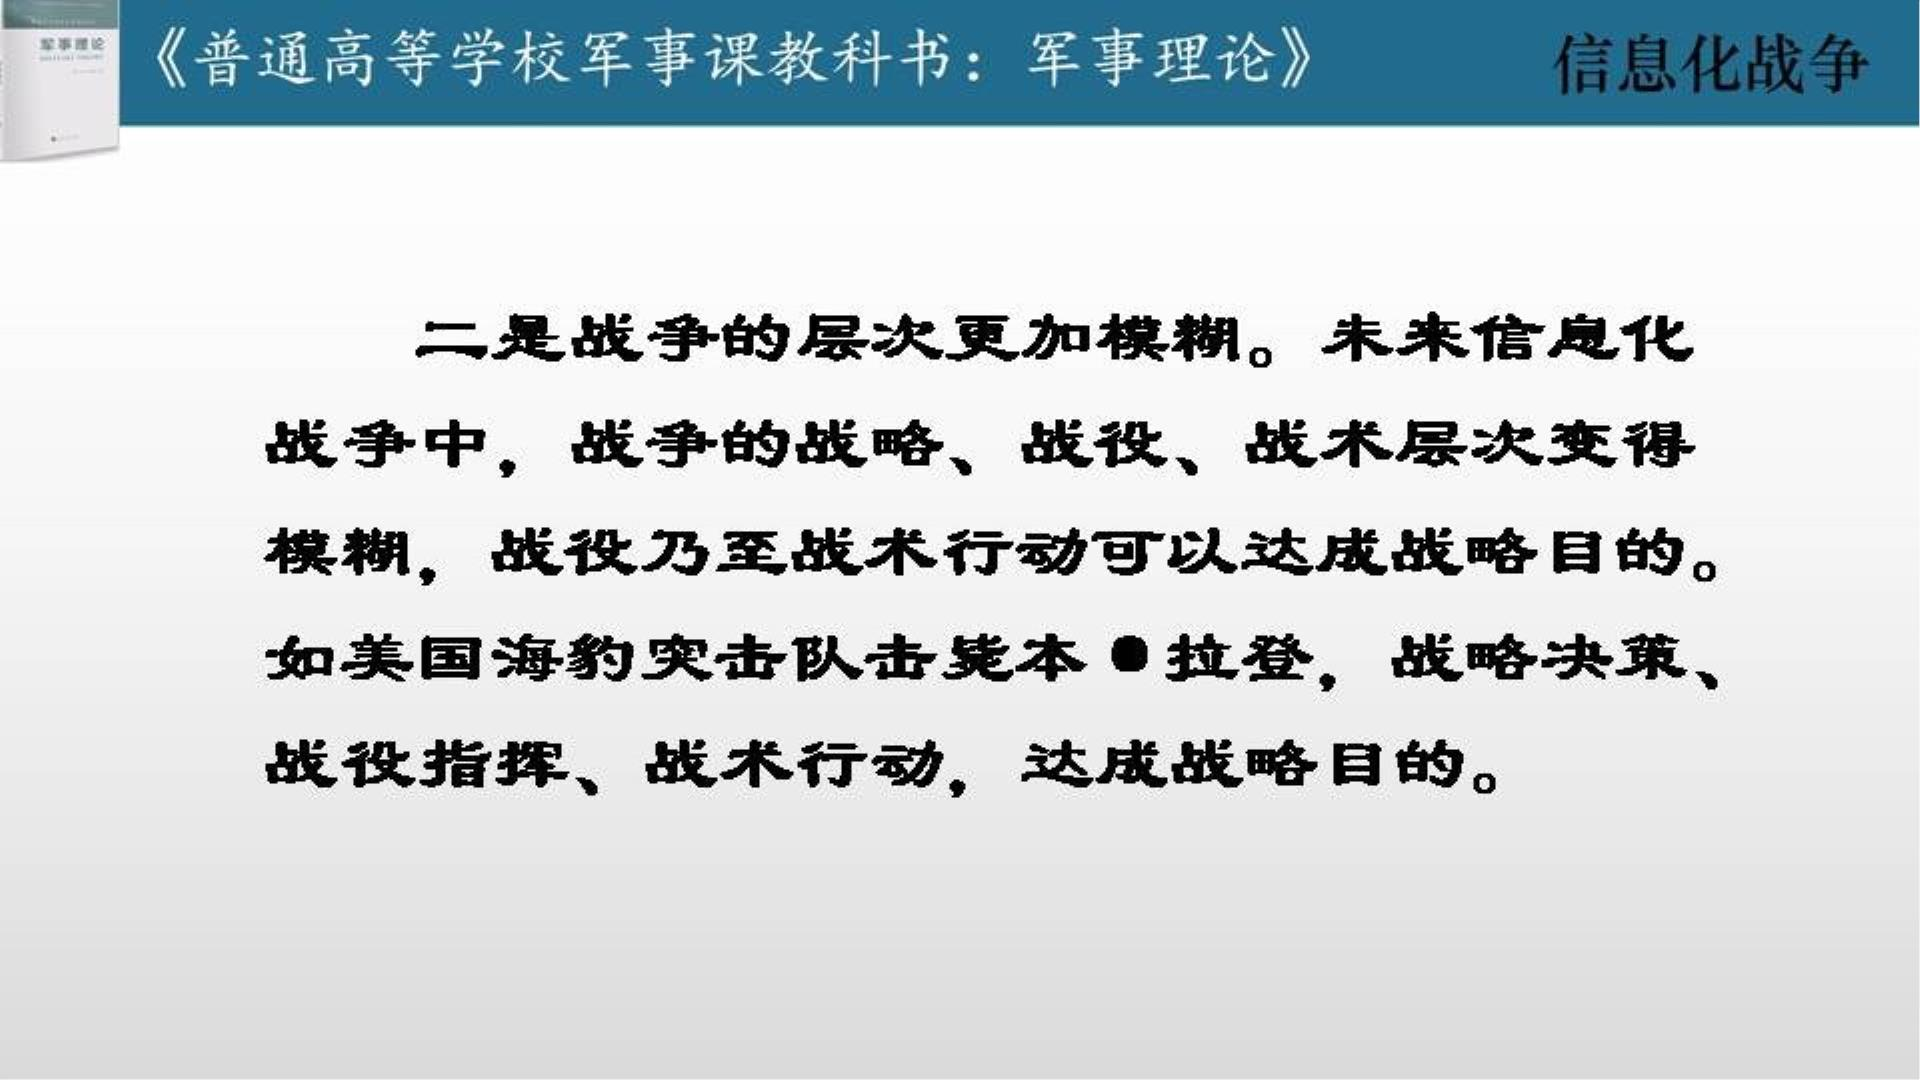 军事理论
《普通高等学校军事课教科书：军事理论》
信息化战争
二是战争的层次更加模糊。未来信息化
战争中，战争的战略、战役、战术层次变得
模糊，战役乃至战术行动可以达成战略目的。
如美国海豹突击队击毙本●拉登，战略决策、
战役指挥、战术行动，达成战略目的。